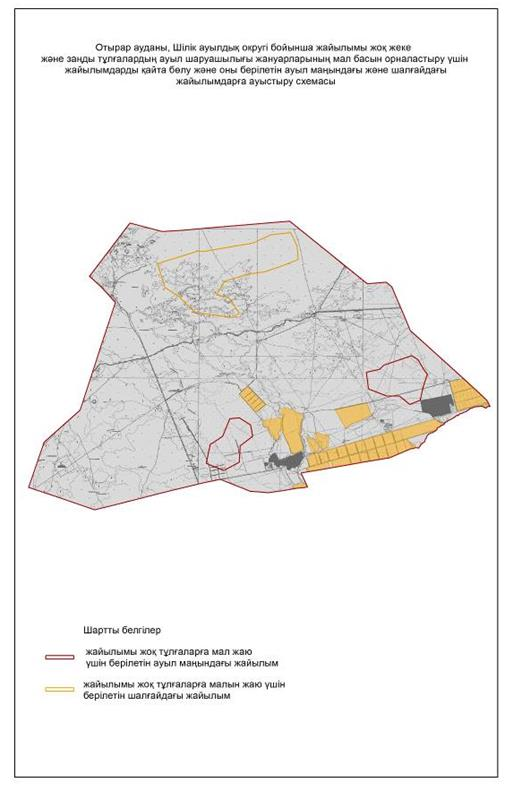 Отырар ауданы, Шілік ауылдық округі бойынша жайылымы жоқ жеке
және заңды тұлғалардың ауыл шаруашылығы жануарларының мал басын орналастыру үшін
жайылымдарды қайта бөлу және оны берілетін ауыл маңындағы және шалғайдағы
жайылымдарға ауыстыру схемасы
Шартты белгілер
жайылымы жоқ тұлғаларға мал жаю
үшін берілетін ауыл маңындағы жайылым
жайылымы жоқ тұлғаларға малын жаю үшін
берілетін шалғайдағы жайылым